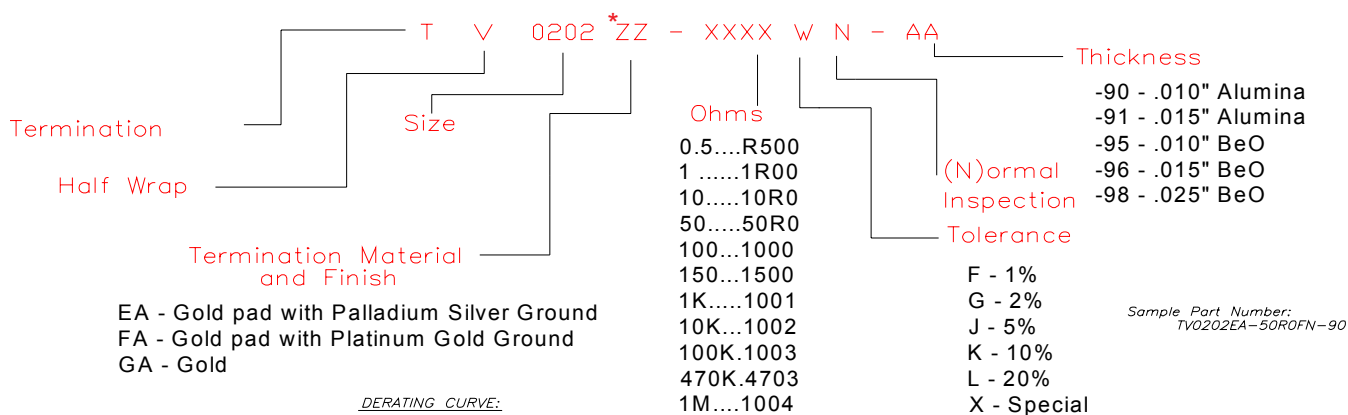 T V 0202 *ZZ - XXXX W N - AA
Termination
Half Wrap
Size
Termination Material
and Finish
EA - Gold pad with Palladium Silver Ground
FA - Gold pad with Platinum Gold Ground
GA - Gold
DERATING CURVE:
Ohms
0.5....R500
1 ......1R00
10.....10R0
50.....50R0
100...1000
150...1500
1K.....1001
10K...1002
100K.1003
470K.4703
1M....1004
(N)ormal
Inspection
Tolerance
F - 1%
G - 2%
J - 5%
K - 10%
L - 20%
X - Special
Thickness
-90 - .010" Alumina
-91 - .015" Alumina
-95 - .010" BeO
-96 - .015" BeO
-98 - .025" BeO
Sample Part Number:
TV0202EA-50R0FN-90